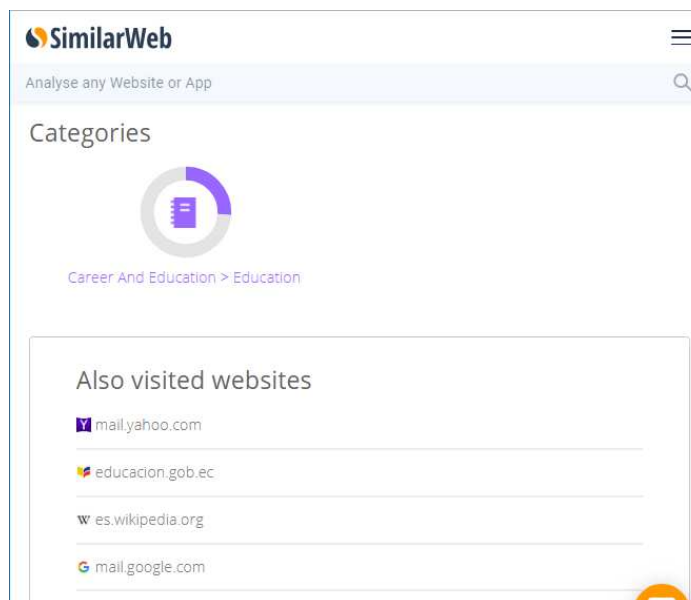 SimilarWeb
Analyse any Website or App
Categories
Career And Education > Education
Also visited websites
mail.yahoo.com
educacion.gob.ec
es.wikipedia.org
mail.google.com